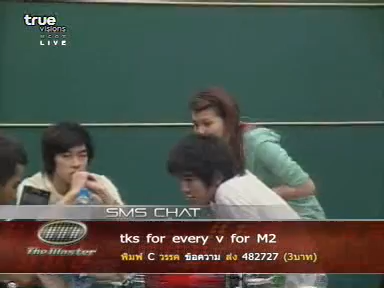 true
visions
LIVE
SMS CHAT
The Master
tks for every v for M2
พิมพ์ C วรรค ข้อความ ส่ง 482727 (3บาท)